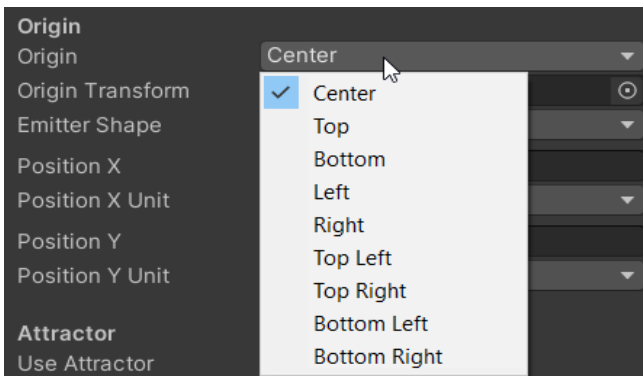 Origin
Origin Center
Origin Transform Center
Emitter Shape Top
Bottom
Position X Left
Position X Unit Right
Position Y Top Left
Position Y Unit Top Right
Bottom Left
Attractor
Use Attractor Bottom Right